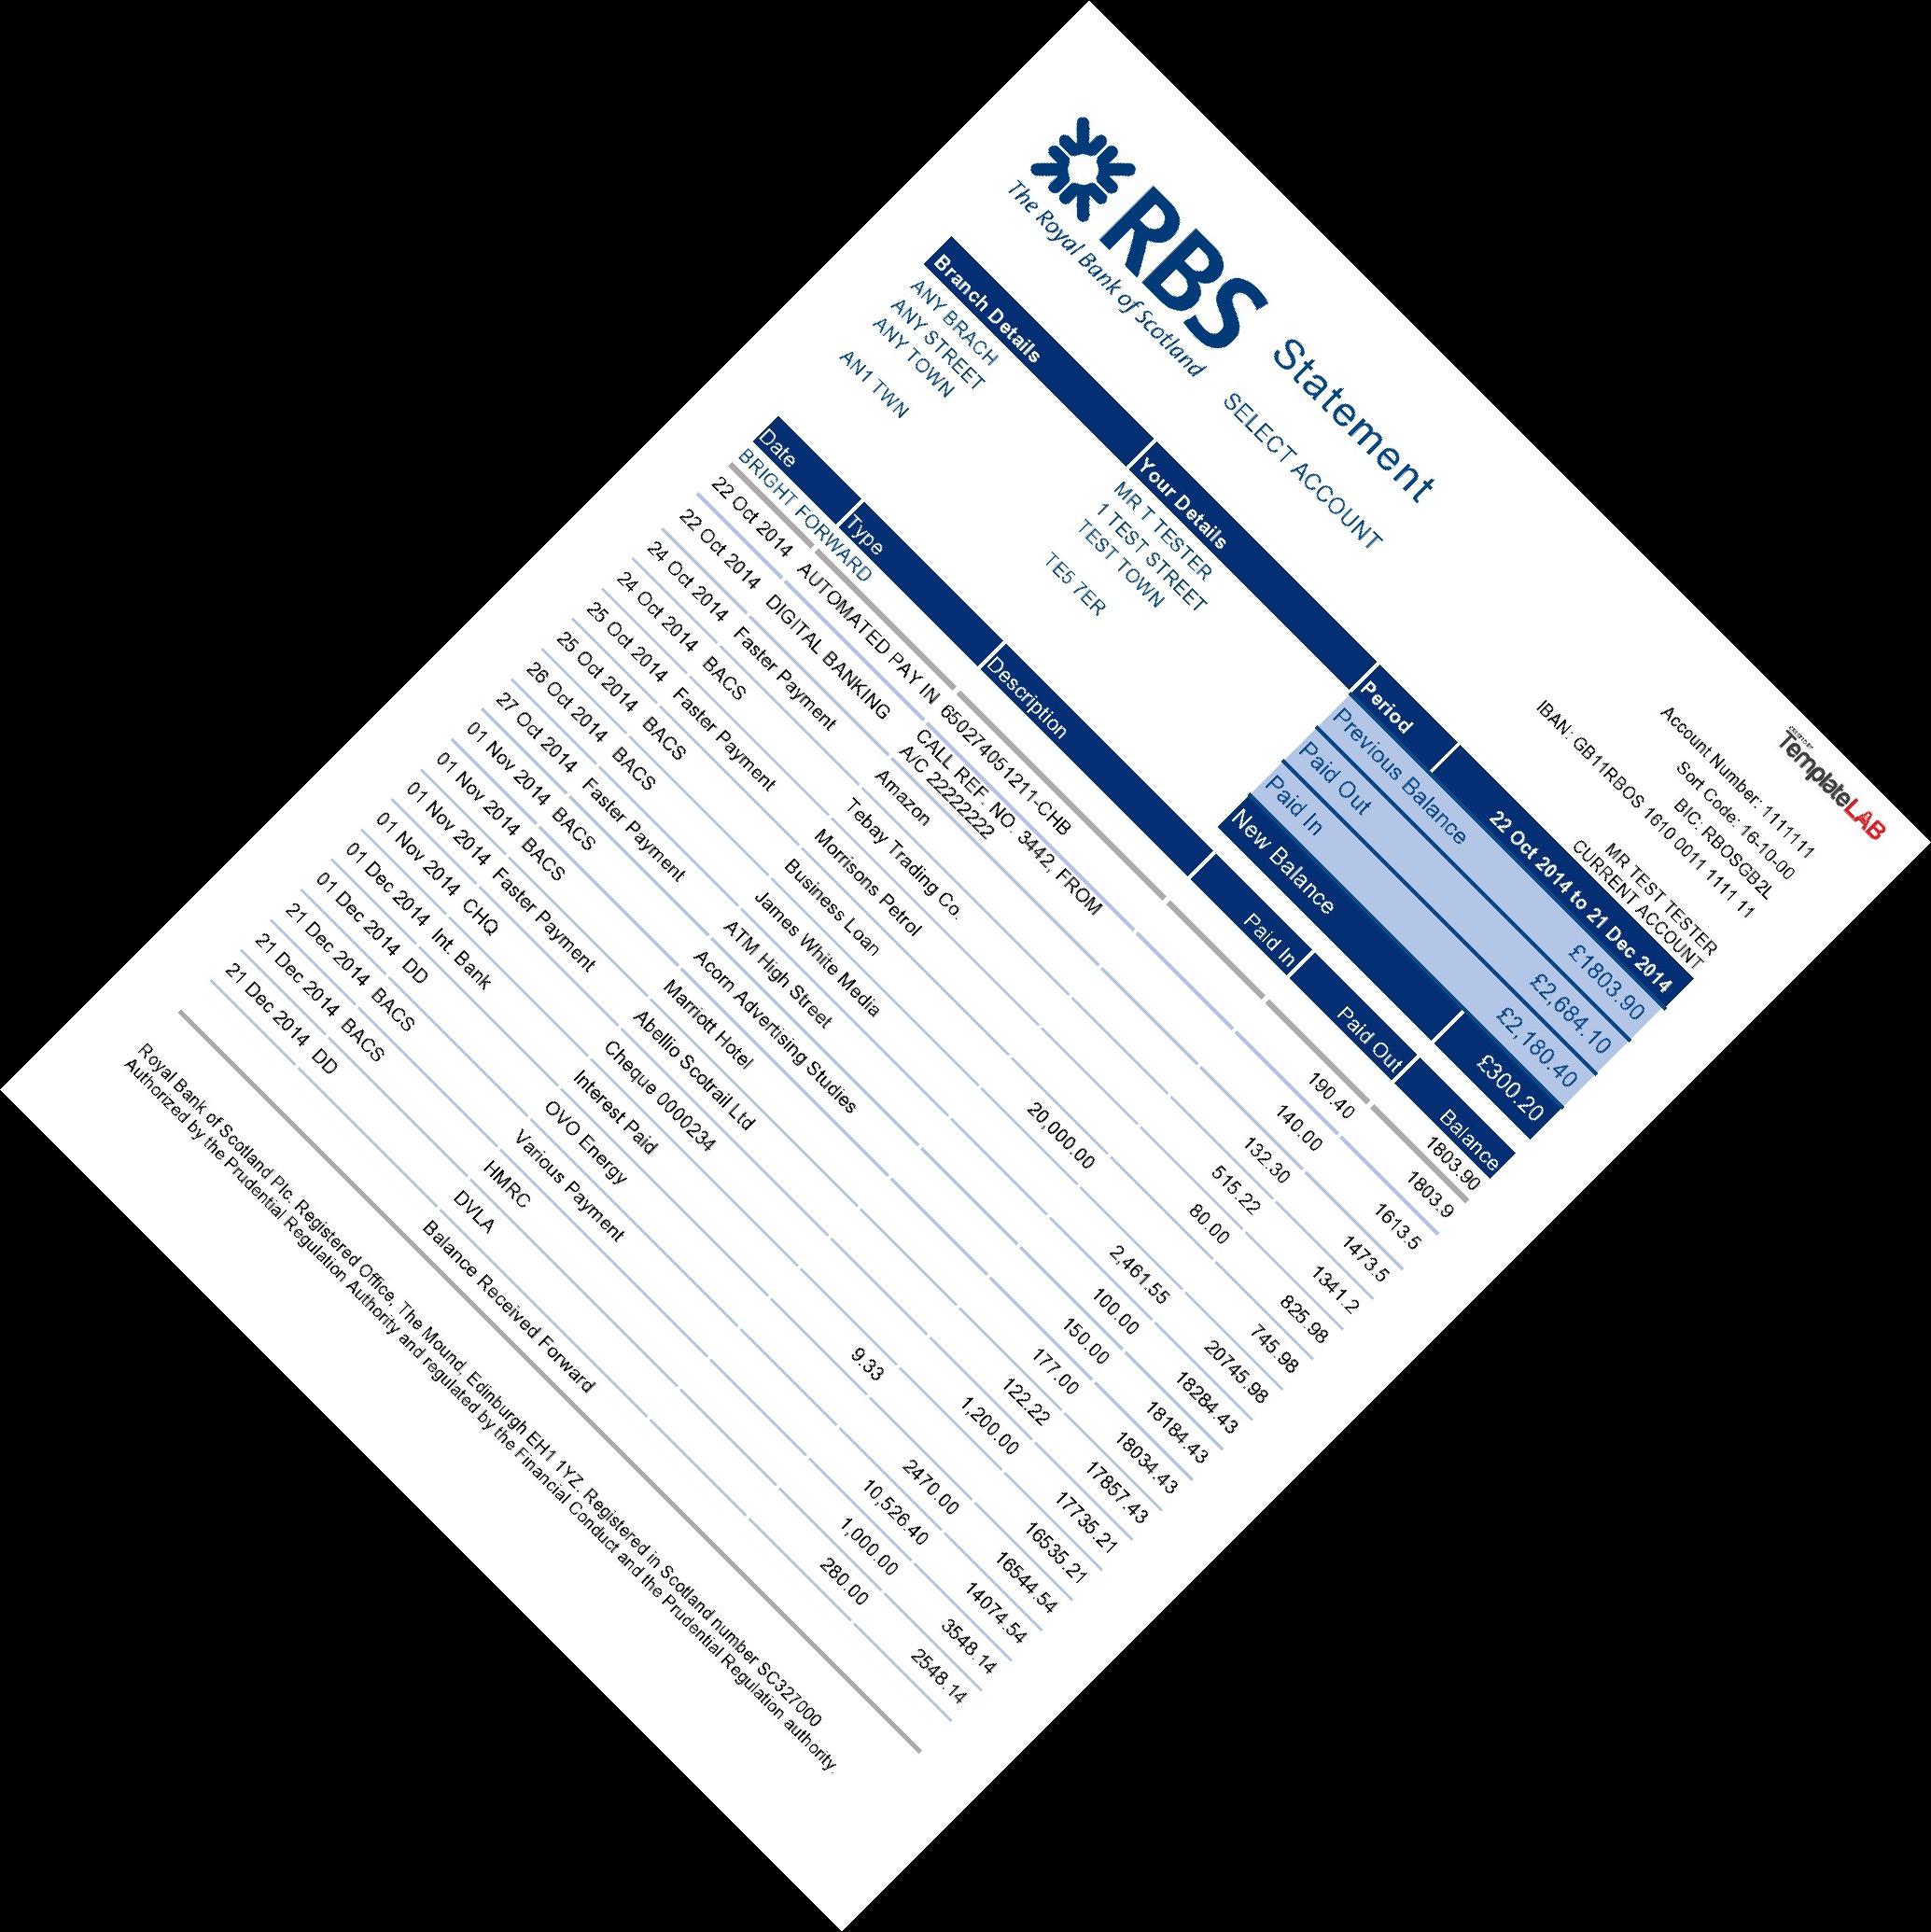 CREATED BY
TemplateLAB
RBS
The Royal Bank of Scotland
Statement
SELECT ACCOUNT
Account Number: 1111111
Sort Code: 16-10-00
BIC: RBOSGB2L
IBAN: GB11RBOS 1610 0011 1111 11
MR TEST TESTER
CURRENT ACCOUNT
Branch Details Your Details Period 22 Oct 2014 to 21 Dec 2014
ANY BRACH
ANY STREET
ANY TOWN
AN1 TWN
MR T TESTER
1 TEST STREET
TEST TOWN
TE5 7ER
Previous Balance £1803.90
Paid Out £2,684.10
Paid In £2,180.40
New Balance £300.20
Date Type Description Paid In Paid Out Balance
BRIGHT FORWARD 1803.90
22 Oct 2014 AUTOMATED PAY IN 650274051211-CHB 190.40 1803.9
22 Oct 2014 DIGITAL BANKING CALL REF. NO. 3442, FROM 140.00 1613.5
A/C 22222222
24 Oct 2014 Faster Payment Amazon 132.30 1473.5
24 Oct 2014 BACS Tebay Trading Co. 515.22 1341.2
25 Oct 2014 Faster Payment Morrisons Petrol 80.00 825.98
25 Oct 2014 BACS Business Loan 20,000.00 745.98
26 Oct 2014 BACS James White Media 2,461.55 20745.98
27 Oct 2014 Faster Payment ATM High Street 100.00 18284.43
01 Nov 2014 BACS Acorn Advertising Studies 150.00 18184.43
01 Nov 2014 BACS Marriott Hotel 177.00 18034.43
01 Nov 2014 Faster Payment Abellio Scotrail Ltd 122.22 17857.43
01 Nov 2014 CHQ Cheque 0000234 1,200.00 17735.21
01 Dec 2014 Int. Bank Interest Paid 9.33 16535.21
01 Dec 2014 DD OVO Energy 2470.00 16544.54
21 Dec 2014 BACS Various Payment 10,526.40 14074.54
21 Dec 2014 BACS HMRC 1,000.00 3548.14
21 Dec 2014 DD DVLA 280.00 2548.14
Balance Received Forward
Royal Bank of Scotland Plc. Registered Office, The Mound, Edinburgh EH1 1YZ. Registered in Scotland number SC327000
Authorized by the Prudential Regulation Authority and regulated by the Financial Conduct and the Prudential Regulation authority.